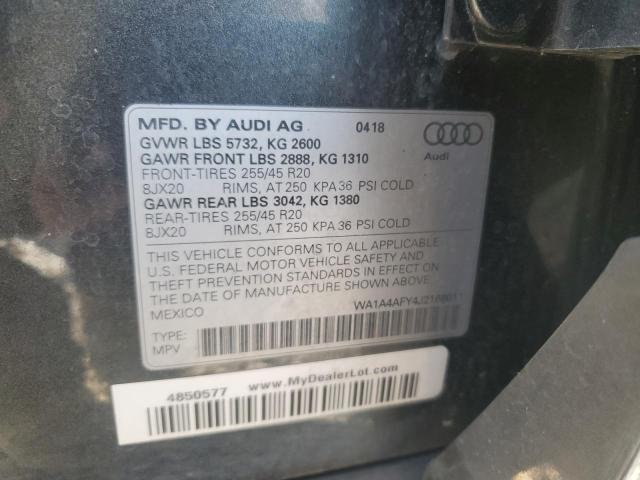 MFD. BY AUDI AG 0418
GVWR LBS 5732, KG 2600
GAWR FRONT LBS 2888, KG 1310
FRONT-TIRES 255/45 R20
8JX20 RIMS, AT 250 KPA 36 PSI COLD
GAWR REAR LBS 3042, KG 1380
REAR-TIRES 255/45 R20
8JX20 RIMS, AT 250 KPA 36 PSI COLD
Audi
THIS VEHICLE CONFORMS TO ALL APPLICABLE
U.S. FEDERAL MOTOR VEHICLE SAFETY AND
THEFT PREVENTION STANDARDS IN EFFECT ON
THE DATE OF MANUFACTURE SHOWN ABOVE.
MEXICO
TYPE:
MPV
4850577 www.MyDealerLot.com